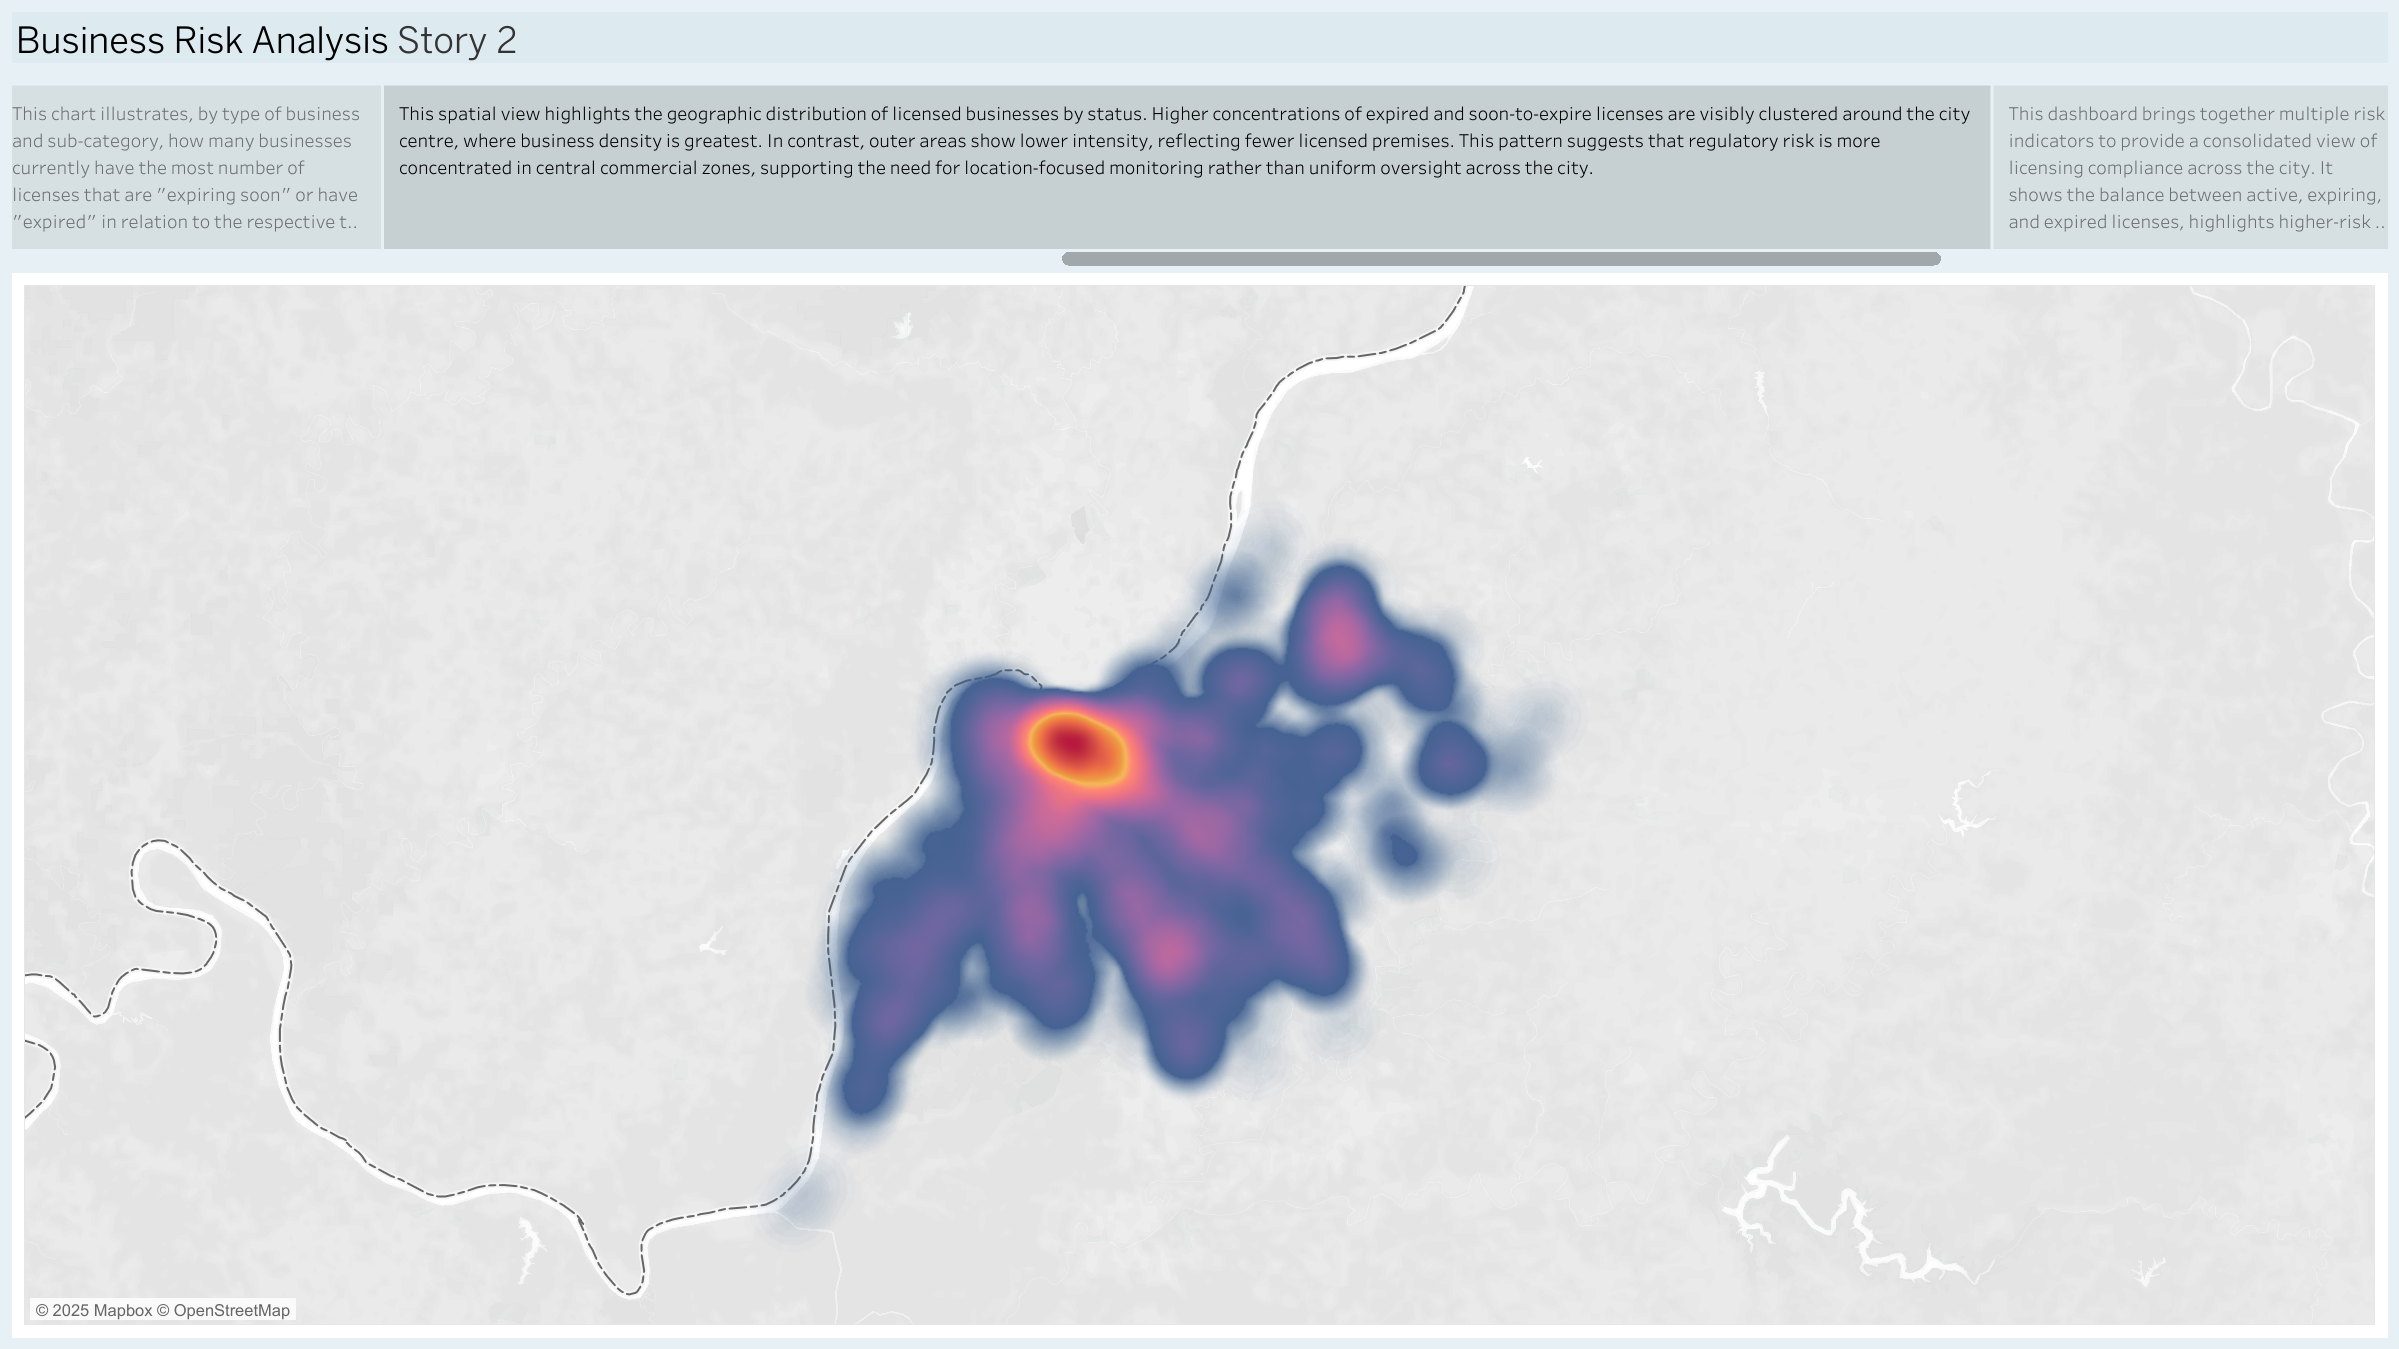 Business Risk Analysis Story 2
This chart illustrates, by type of business
and sub-category, how many businesses
currently have the most number of
licenses that are "expiring soon" or have
"expired" in relation to the respective t..
This spatial view highlights the geographic distribution of licensed businesses by status. Higher concentrations of expired and soon-to-expire licenses are visibly clustered around the city
centre, where business density is greatest. In contrast, outer areas show lower intensity, reflecting fewer licensed premises. This pattern suggests that regulatory risk is more
concentrated in central commercial zones, supporting the need for location-focused monitoring rather than uniform oversight across the city.
This dashboard brings together multiple risk
indicators to provide a consolidated view of
licensing compliance across the city. It
shows the balance between active, expiring,
and expired licenses, highlights higher-risk ..
© 2025 Mapbox © OpenStreetMap